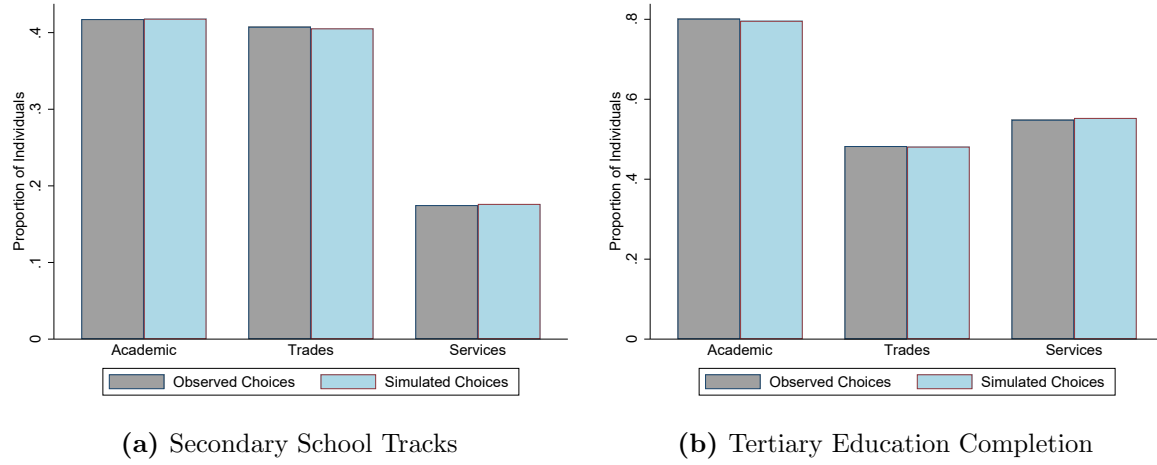 Proportion of Individuals
.4
.3
.2
.1
0
Academic
Trades
Services
Observed Choices
Simulated Choices
(a) Secondary School Tracks
Proportion of Individuals
.8
.6
.4
.2
0
Academic
Trades
Services
Observed Choices
Simulated Choices
(b) Tertiary Education Completion